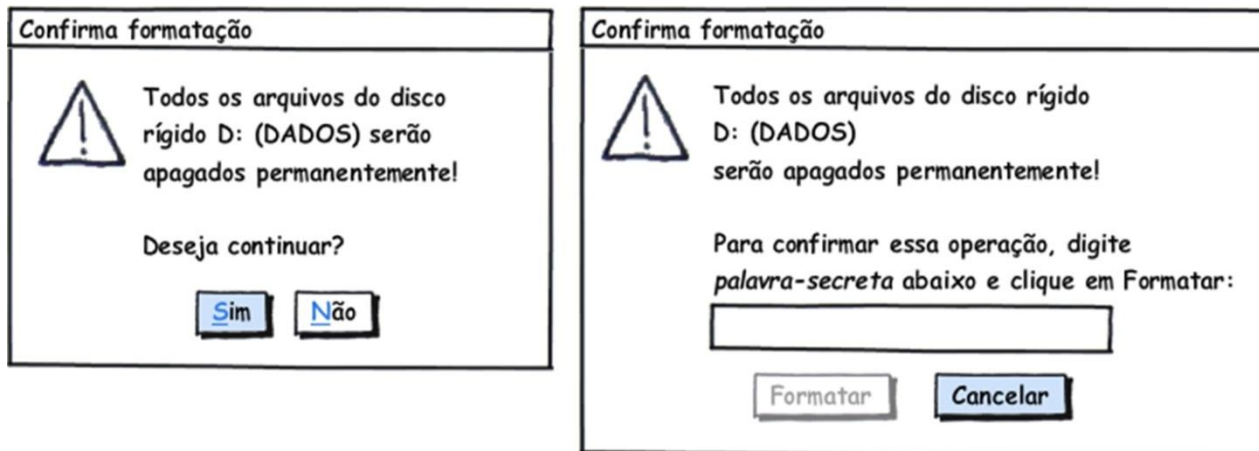 Confirma formatação
Todos os arquivos do disco
rígido D: (DADOS) serão
apagados permanentemente!
Deseja continuar?
Sim
Não
Confirma formatação
Todos os arquivos do disco rígido
D: (DADOS)
serão apagados permanentemente!
Para confirmar essa operação, digite
palavra-secreta abaixo e clique em Formatar:
Formatar
Cancelar